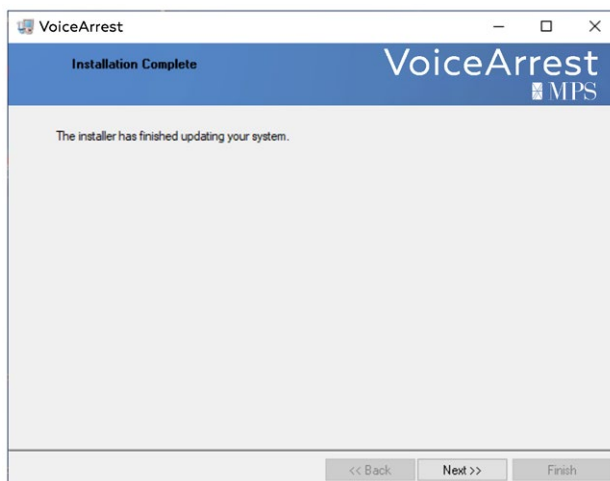 VoiceArrest
Installation Complete
VoiceArrest
MPS
The installer has finished updating your system.
<< Back
Next >>
Finish